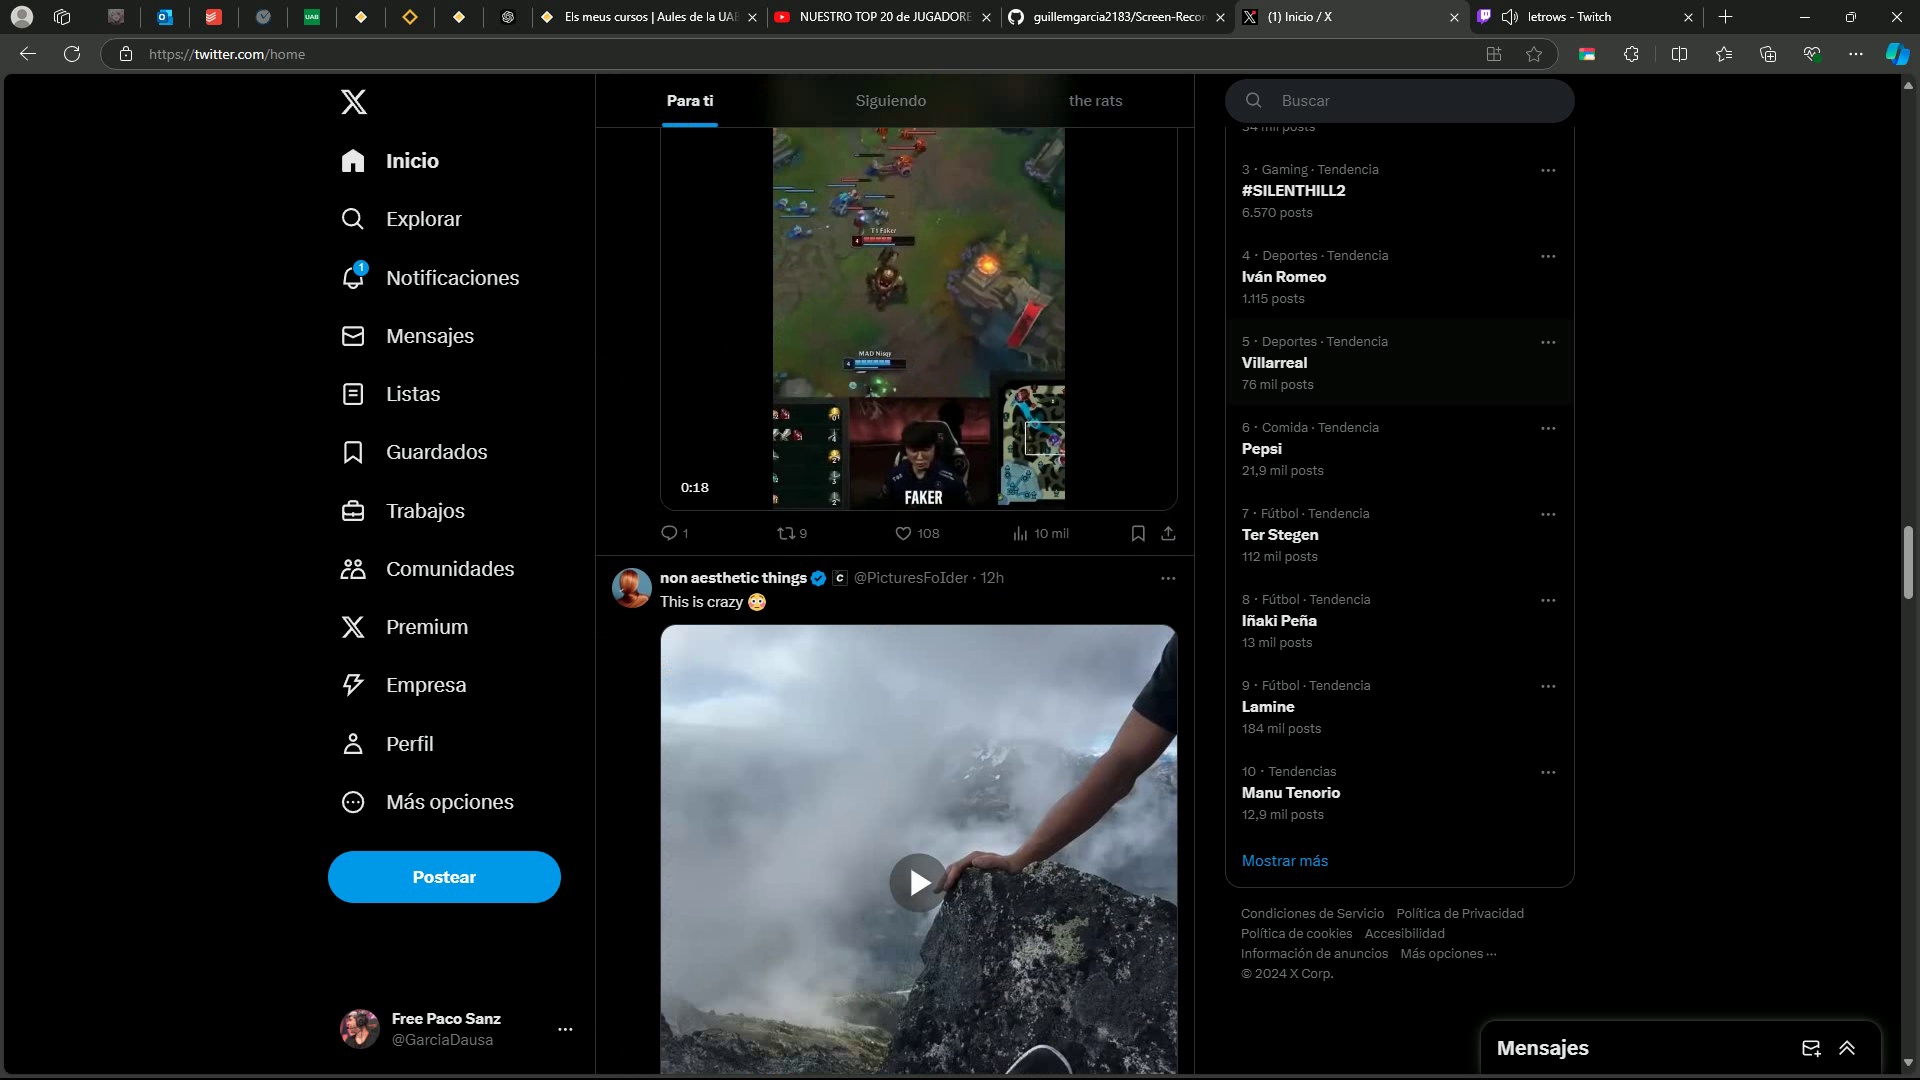 Els meus cursos | Aules de la UAB
NUESTRO TOP 20 de JUGADORE
guillemgarcia2183/Screen-Recor
(1) Inicio / X
letrows - Twitch
https://twitter.com/home
Inicio
Explorar
1
Notificaciones
Mensajes
Listas
Guardados
Trabajos
Comunidades
Premium
Empresa
Perfil
Más opciones
Postear
Free Paco Sanz
@GarciaDausa
Para ti
Siguiendo
the rats
T1 Faker
4
MAD Nisqy
4
FAKER
0:18
1
9
108
10 mil
non aesthetic things @PicturesFoIder · 12h
This is crazy 😳
Buscar
34 mil posts
3 · Gaming · Tendencia
#SILENTHILL2
6.570 posts
4 · Deportes · Tendencia
Iván Romeo
1.115 posts
5 · Deportes · Tendencia
Villarreal
76 mil posts
6 · Comida · Tendencia
Pepsi
21,9 mil posts
7 · Fútbol · Tendencia
Ter Stegen
112 mil posts
8 · Fútbol · Tendencia
Iñaki Peña
13 mil posts
9 · Fútbol · Tendencia
Lamine
184 mil posts
10 · Tendencias
Manu Tenorio
12,9 mil posts
Mostrar más
Condiciones de Servicio Política de Privacidad
Política de cookies Accesibilidad
Información de anuncios Más opciones ···
© 2024 X Corp.
Mensajes